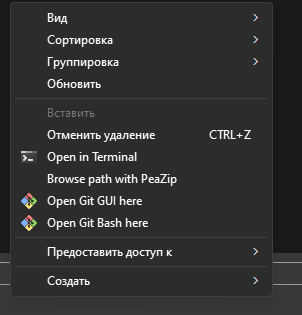 Вид
Сортировка
Группировка
Обновить
Вставить
Отменить удаление CTRL+Z
Open in Terminal
Browse path with PeaZip
Open Git GUI here
Open Git Bash here
Предоставить доступ к
Создать